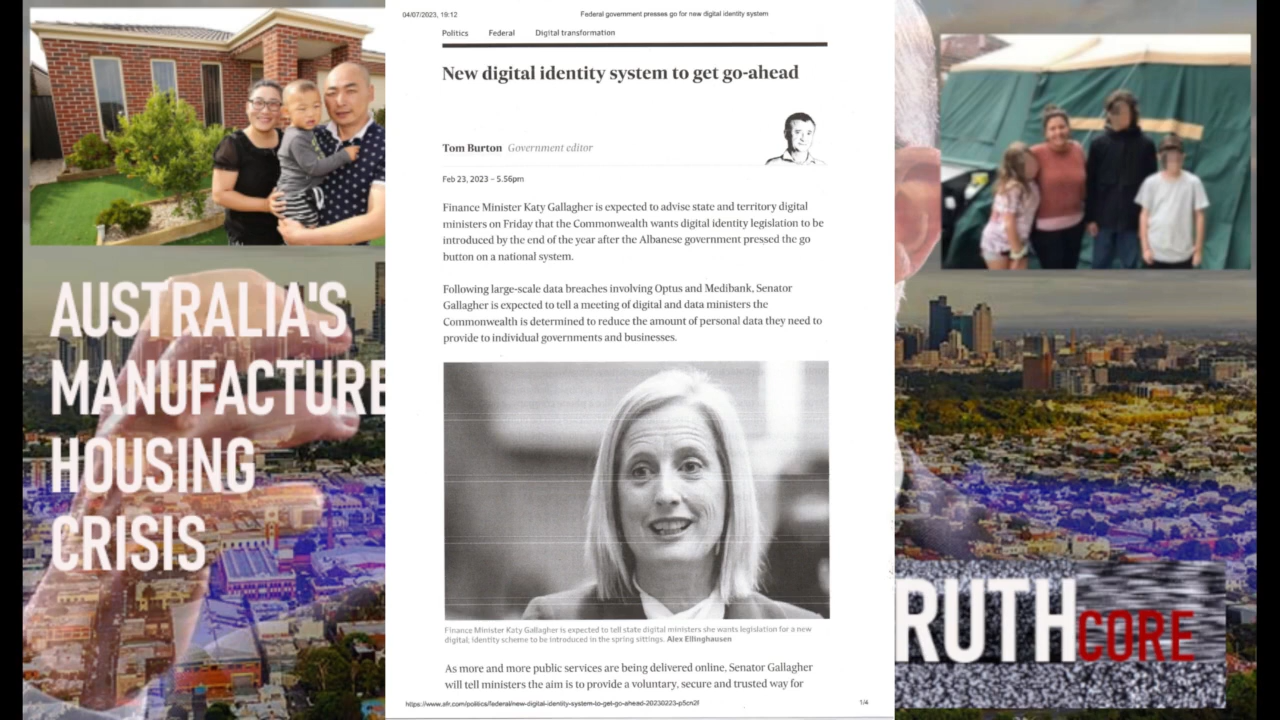 04/07/2023, 19:12
Federal government presses go for new digital identity system
Politics Federal Digital transformation
New digital identity system to get go-ahead
Tom Burton Government editor
Feb 23, 2023 – 5.56pm
Finance Minister Katy Gallagher is expected to advise state and territory digital
ministers on Friday that the Commonwealth wants digital identity legislation to be
introduced by the end of the year after the Albanese government pressed the go
button on a national system.
Following large-scale data breaches involving Optus and Medibank, Senator
Gallagher is expected to tell a meeting of digital and data ministers the
Commonwealth is determined to reduce the amount of personal data they need to
provide to individual governments and businesses.
Finance Minister Katy Gallagher is expected to tell state digital ministers she wants legislation for a new
digital; identity scheme to be introduced in the spring sittings. Alex Ellinghausen
As more and more public services are being delivered online, Senator Gallagher
will tell ministers the aim is to provide a voluntary, secure and trusted way for
https://www.afr.com/politics/federal/new-digital-identity-system-to-get-go-ahead-20230223-p5cn2f
1/4
AUSTRALIA'S
MANUFACTURE
HOUSING
CRISIS
RUTHCORE